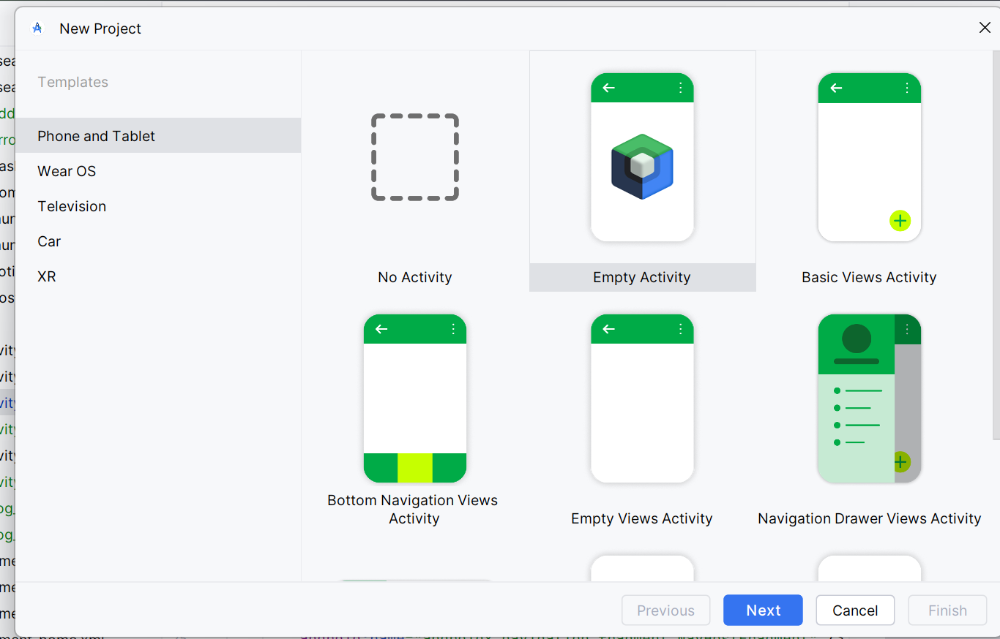 New Project
Templates
Phone and Tablet
Wear OS
Television
Car
XR
No Activity
Empty Activity
Basic Views Activity
Bottom Navigation Views
Activity
Empty Views Activity
Navigation Drawer Views Activity
Previous
Next
Cancel
Finish